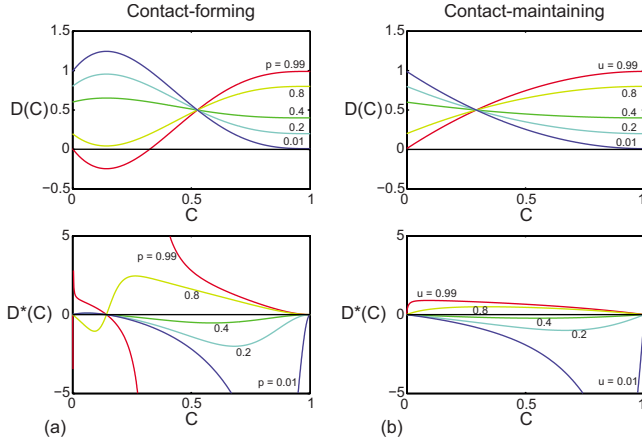 Contact-forming
Contact-maintaining
1.5
1
0.5
0
−0.5
D(C)
p = 0.99
0.8
0.4
0.2
0.01
0
0.5
1
C
1.5
1
0.5
0
−0.5
D(C)
u = 0.99
0.8
0.4
0.2
0.01
0
0.5
1
C
5
0
−5
D*(C)
p = 0.99
0.8
0.4
0.2
p = 0.01
0
0.5
1
C
(a)
5
0
−5
D*(C)
u = 0.99
0.8
0.4
0.2
u = 0.01
0
0.5
1
C
(b)